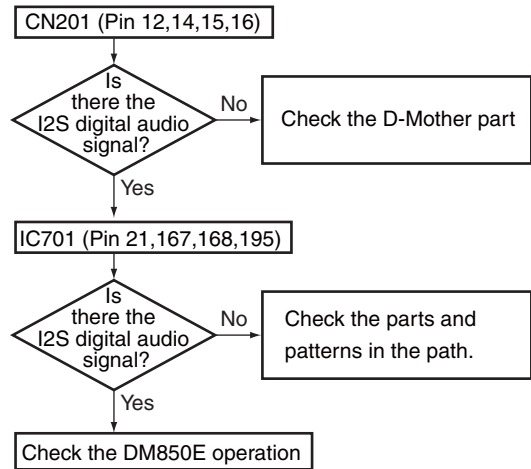 CN201 (Pin 12,14,15,16)
Is
there the
I2S digital audio
signal?
No
Check the D-Mother part
Yes
IC701 (Pin 21,167,168,195)
Is
there the
I2S digital audio
signal?
No
Check the parts and
patterns in the path.
Yes
Check the DM850E operation